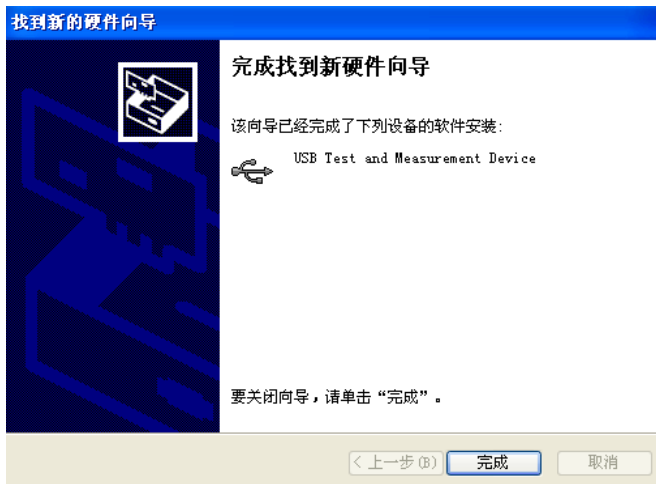 找到新的硬件向导
完成找到新硬件向导
该向导已经完成了下列设备的软件安装:
USB Test and Measurement Device
要关闭向导，请单击“完成”。
< 上一步(B)
完成
取消